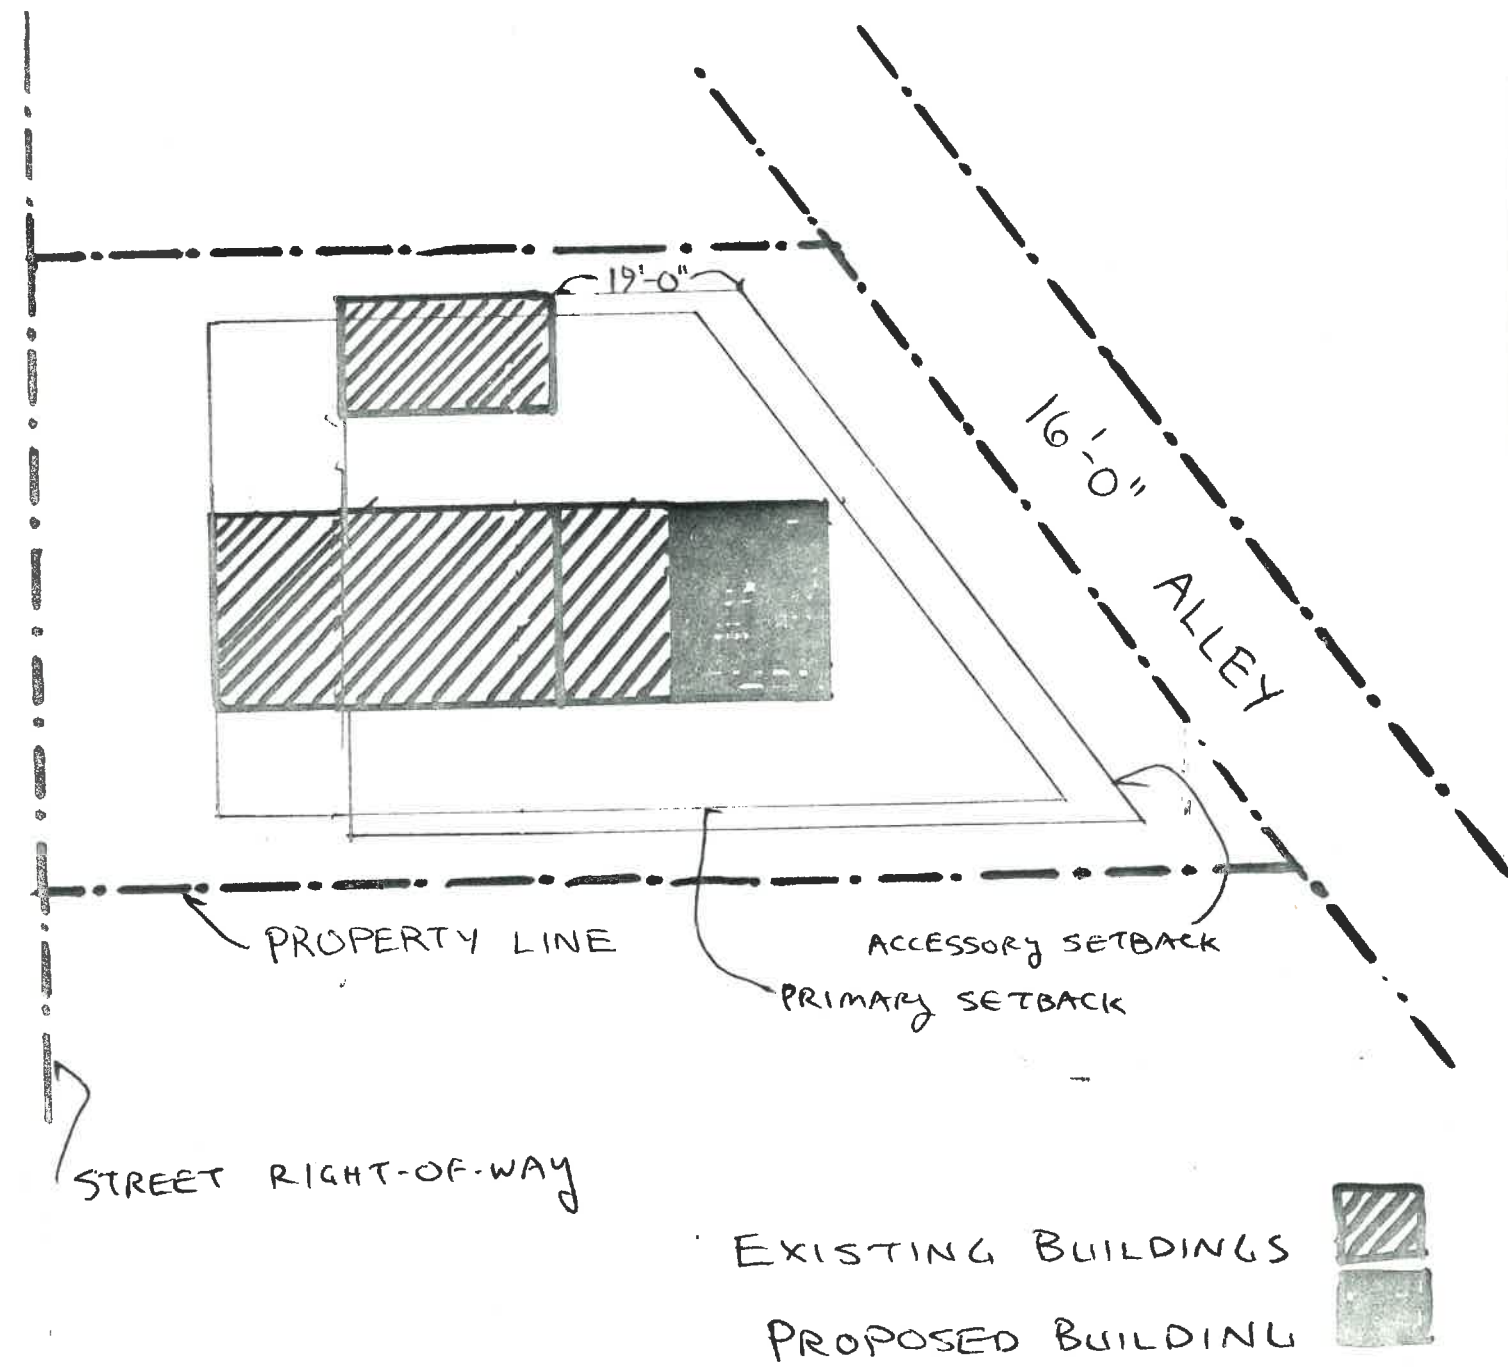 19'-0"
16'-0"
ALLEY
PROPERTY LINE
ACCESSORY SETBACK
PRIMARY SETBACK
STREET RIGHT-OF-WAY
EXISTING BUILDINGS
PROPOSED BUILDING